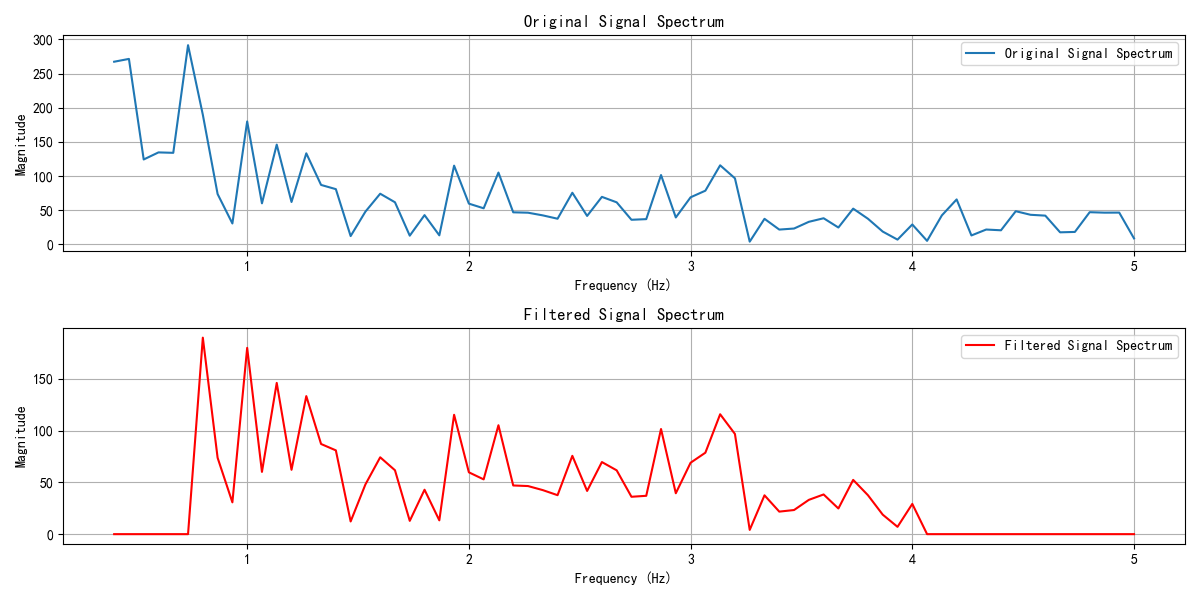 Original Signal Spectrum
300
250
200
150
100
50
0
Magnitude
Original Signal Spectrum
1 2 3 4 5
Frequency (Hz)
Filtered Signal Spectrum
150
100
50
0
Magnitude
Filtered Signal Spectrum
1 2 3 4 5
Frequency (Hz)